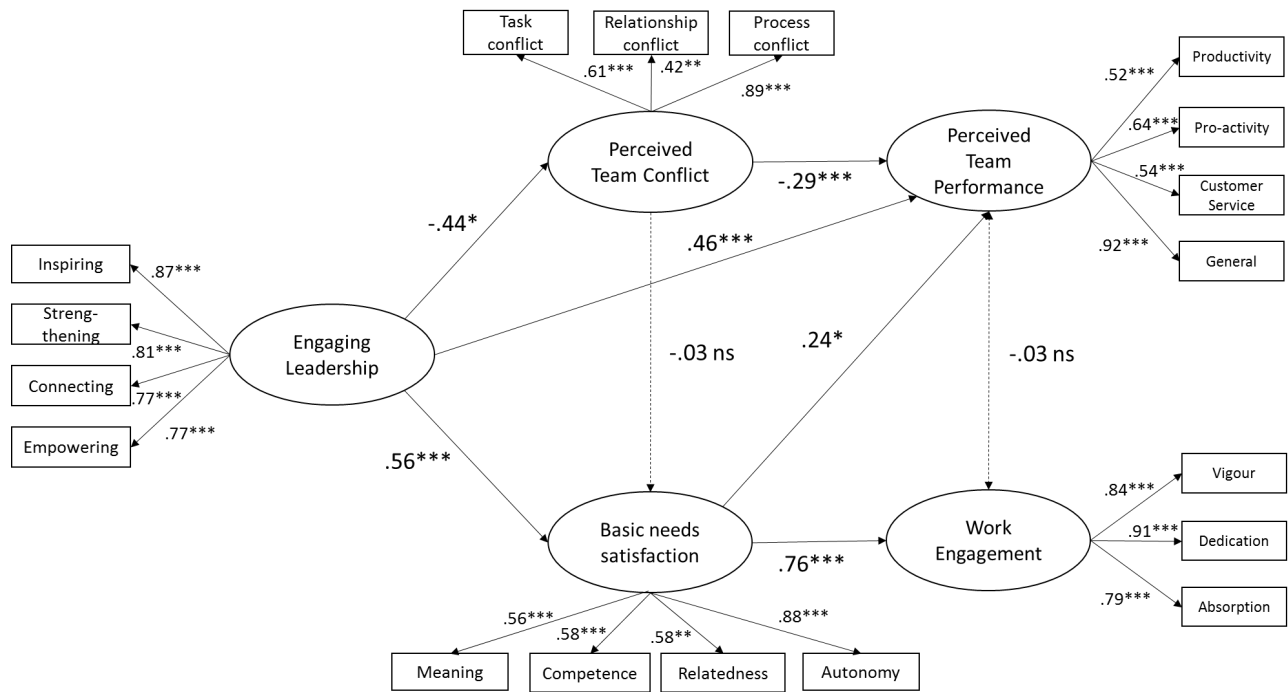 Task
conflict
Relationship
conflict
Process
conflict
.61***
.42**
.89***
Productivity
.52***
Pro-activity
.64***
.54***
Customer
Service
.92***
General
Perceived
Team Conflict
-.29***
Perceived
Team
Performance
-.44*
.46***
Inspiring
.87***
Streng-
thening
.81***
Connecting
.77***
Empowering
.77***
Engaging
Leadership
-.03 ns
.24*
-.03 ns
.56***
Basic needs
satisfaction
.76***
Work
Engagement
.84***
Vigour
.91***
Dedication
.79***
Absorption
.56***
.58***
.58**
.88***
Meaning
Competence
Relatedness
Autonomy